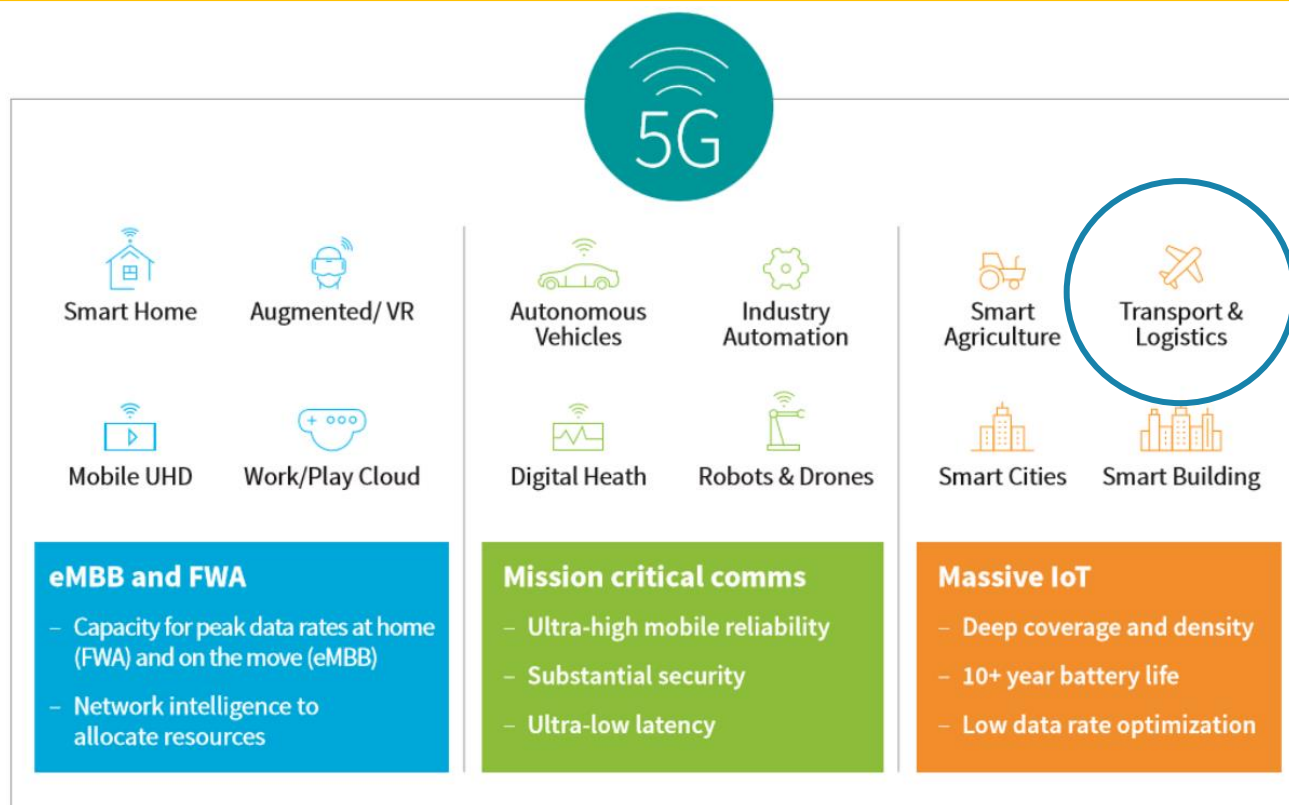 5G
Smart Home
Augmented/ VR
Mobile UHD
Work/Play Cloud
eMBB and FWA
– Capacity for peak data rates at home
(FWA) and on the move (eMBB)
– Network intelligence to
allocate resources
Autonomous
Vehicles
Industry
Automation
Digital Heath
Robots & Drones
Mission critical comms
– Ultra-high mobile reliability
– Substantial security
– Ultra-low latency
Smart
Agriculture
Transport &
Logistics
Smart Cities
Smart Building
Massive IoT
– Deep coverage and density
– 10+ year battery life
– Low data rate optimization